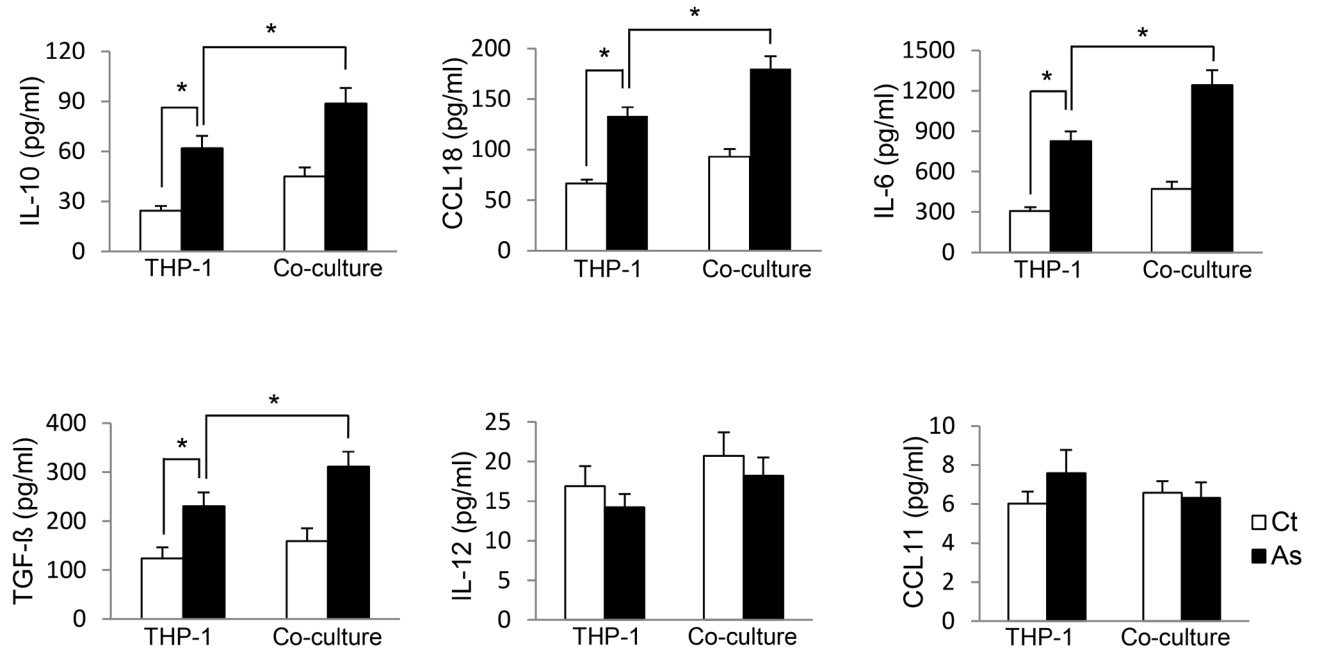 *
*
IL-10 (pg/ml)
120
90
60
30
0
THP-1 Co-culture
*
*
CCL18 (pg/ml)
200
150
100
50
0
THP-1 Co-culture
*
*
IL-6 (pg/ml)
1500
1200
900
600
300
0
THP-1 Co-culture
*
*
TGF-ß (pg/ml)
400
300
200
100
0
THP-1 Co-culture
IL-12 (pg/ml)
25
20
15
10
5
0
THP-1 Co-culture
CCL11 (pg/ml)
10
8
6
4
2
0
THP-1 Co-culture
Ct
As